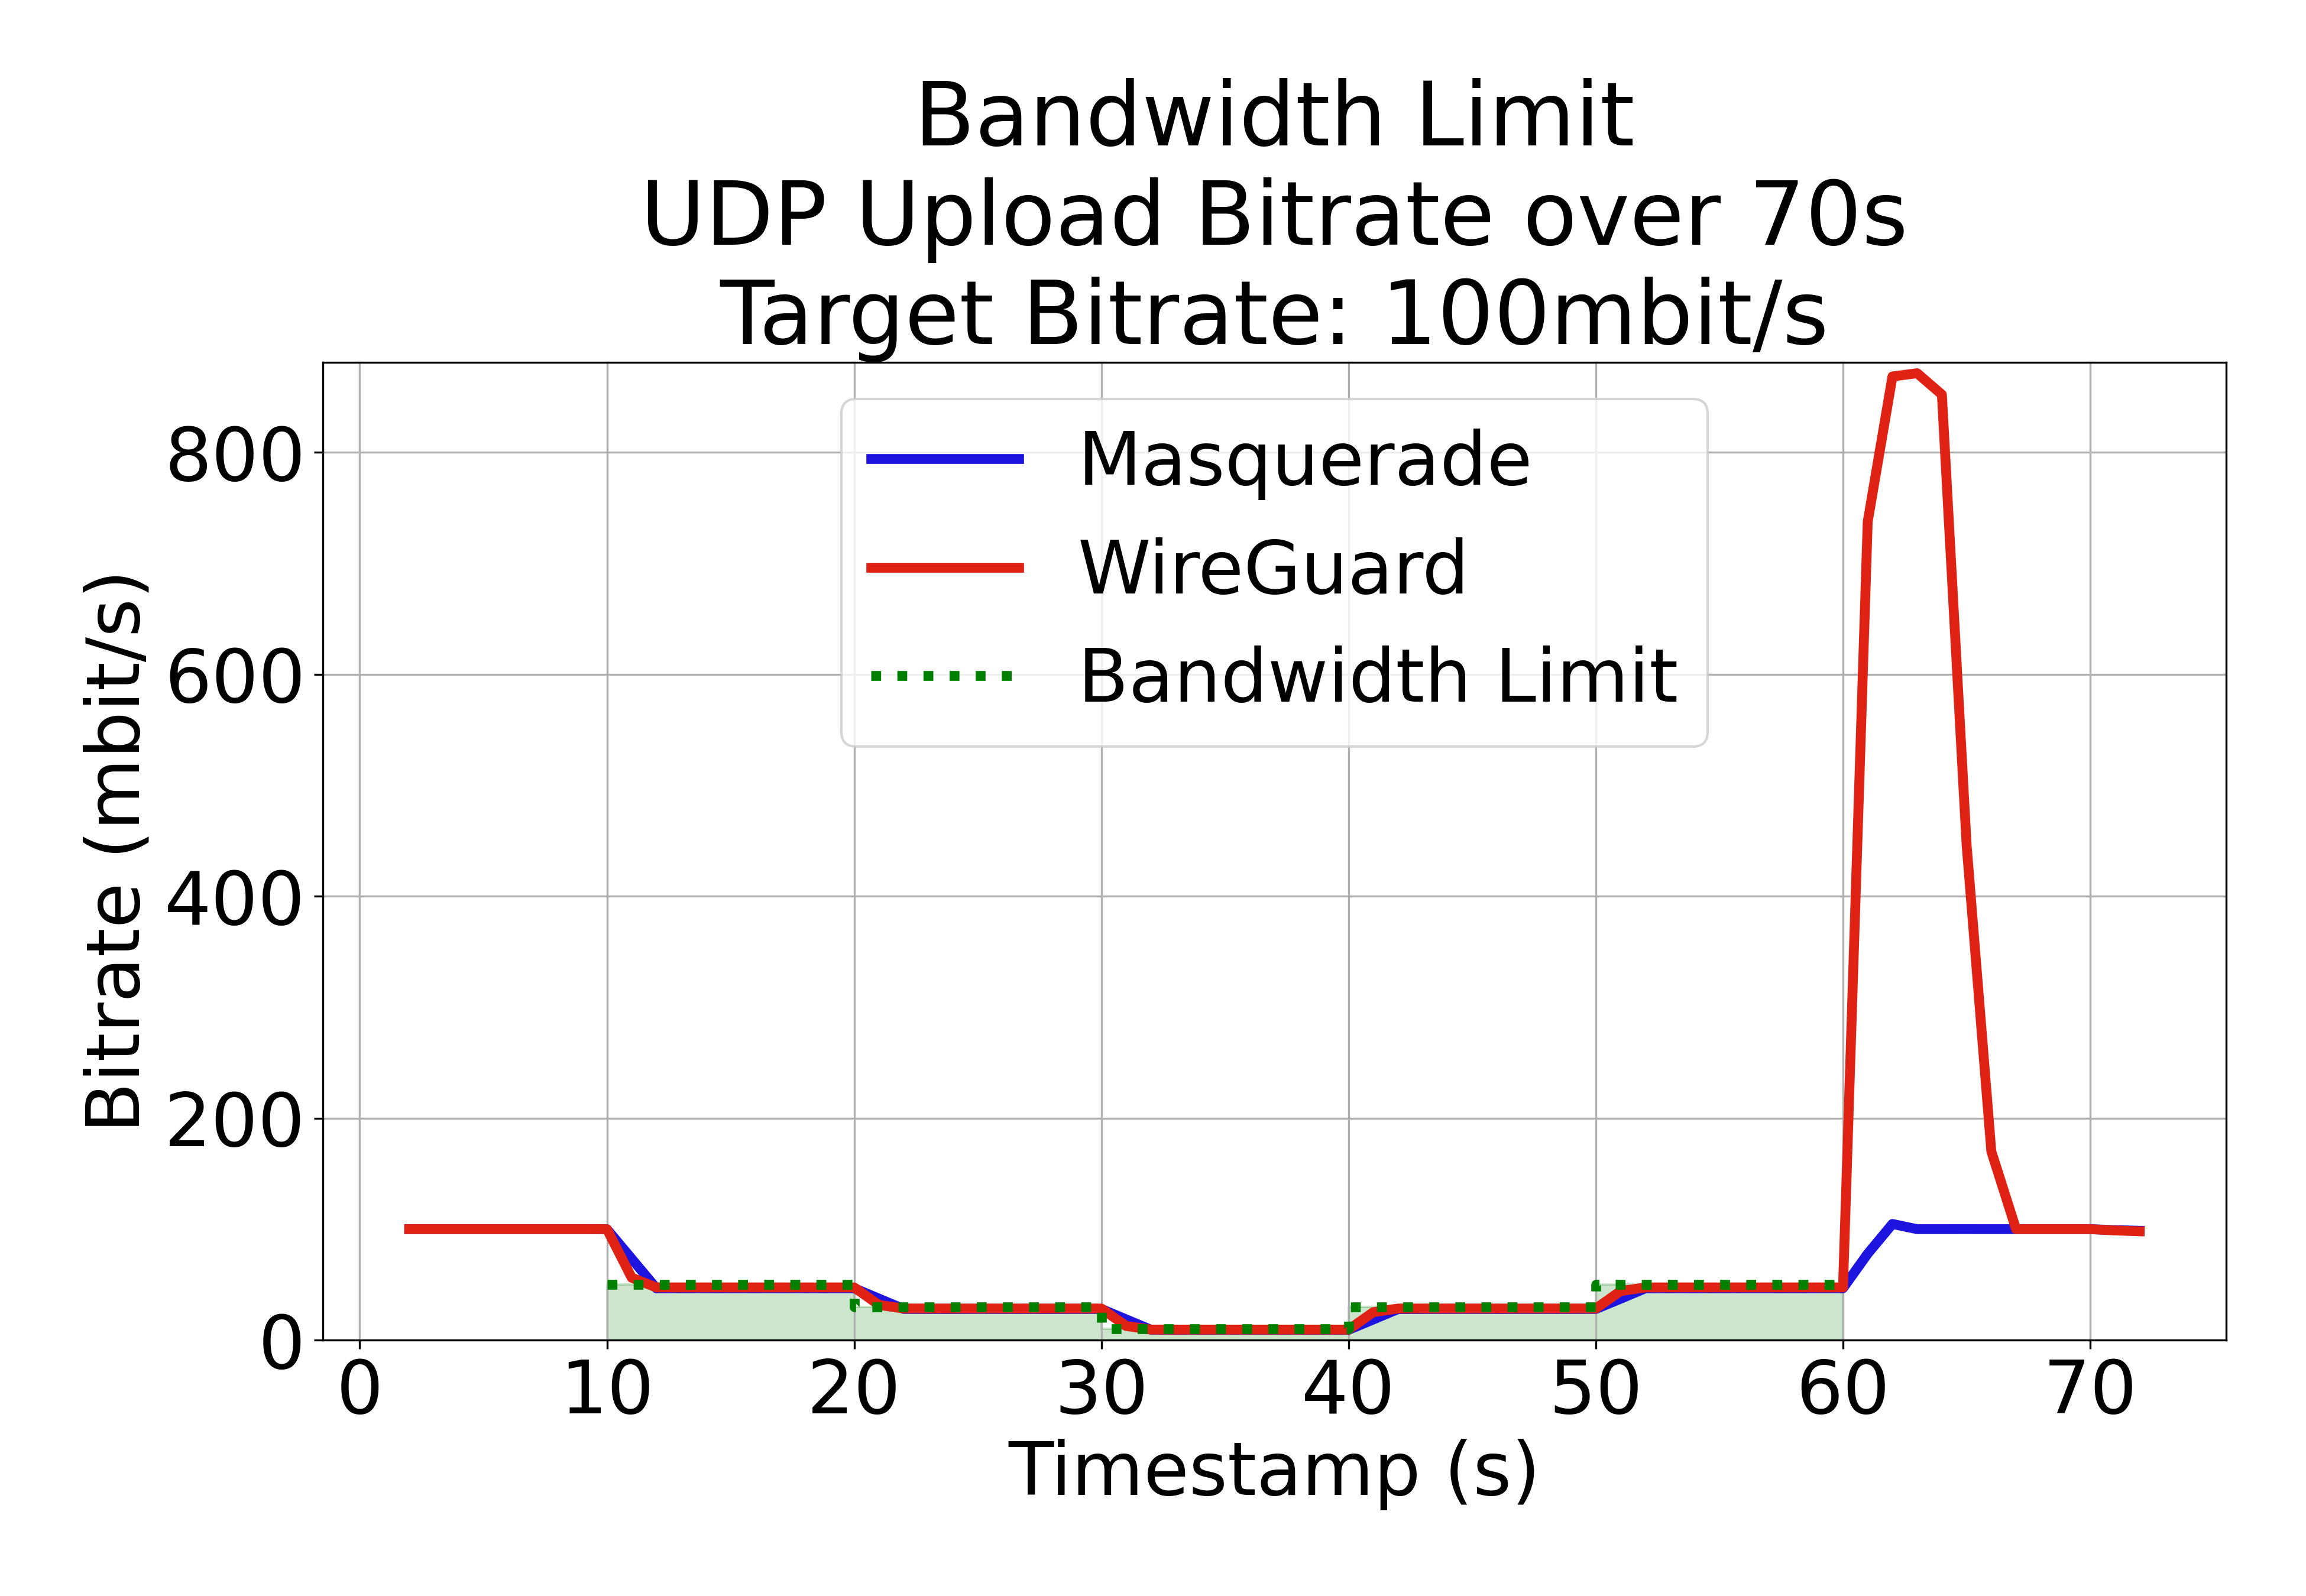 Bandwidth Limit
UDP Upload Bitrate over 70s
Target Bitrate: 100mbit/s
Masquerade
WireGuard
Bandwidth Limit
Bitrate (mbit/s)
800
600
400
200
0
0 10 20 30 40 50 60 70
Timestamp (s)